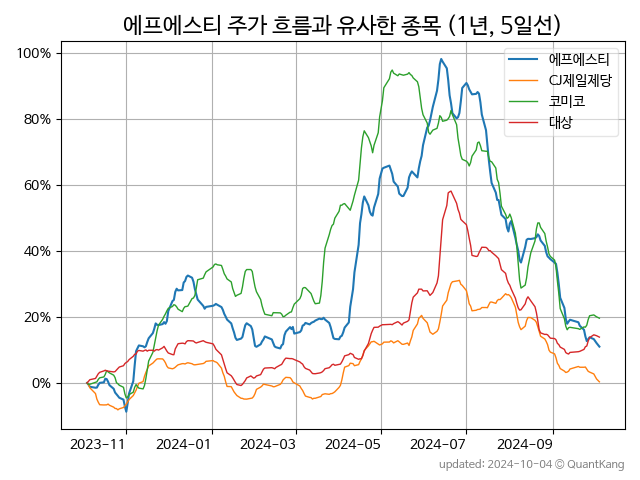 에프에스티 주가 흐름과 유사한 종목 (1년, 5일선)
에프에스티
CJ제일제당
코미코
대상
100%
80%
60%
40%
20%
0%
2023-11
2024-01
2024-03
2024-05
2024-07
2024-09
updated: 2024-10-04 ⓒ QuantKang